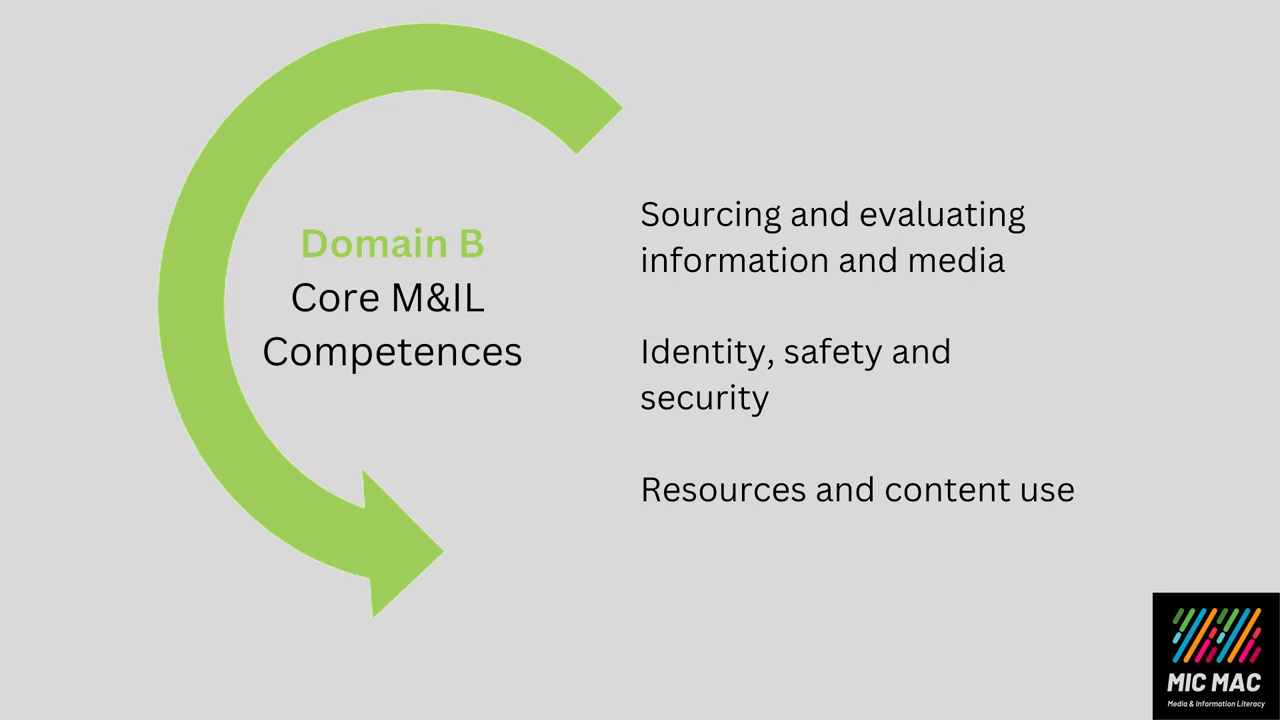 Domain B
Core M&IL
Competences
Sourcing and evaluating
information and media
Identity, safety and
security
Resources and content use
MIC MAC
Media & Information Literacy